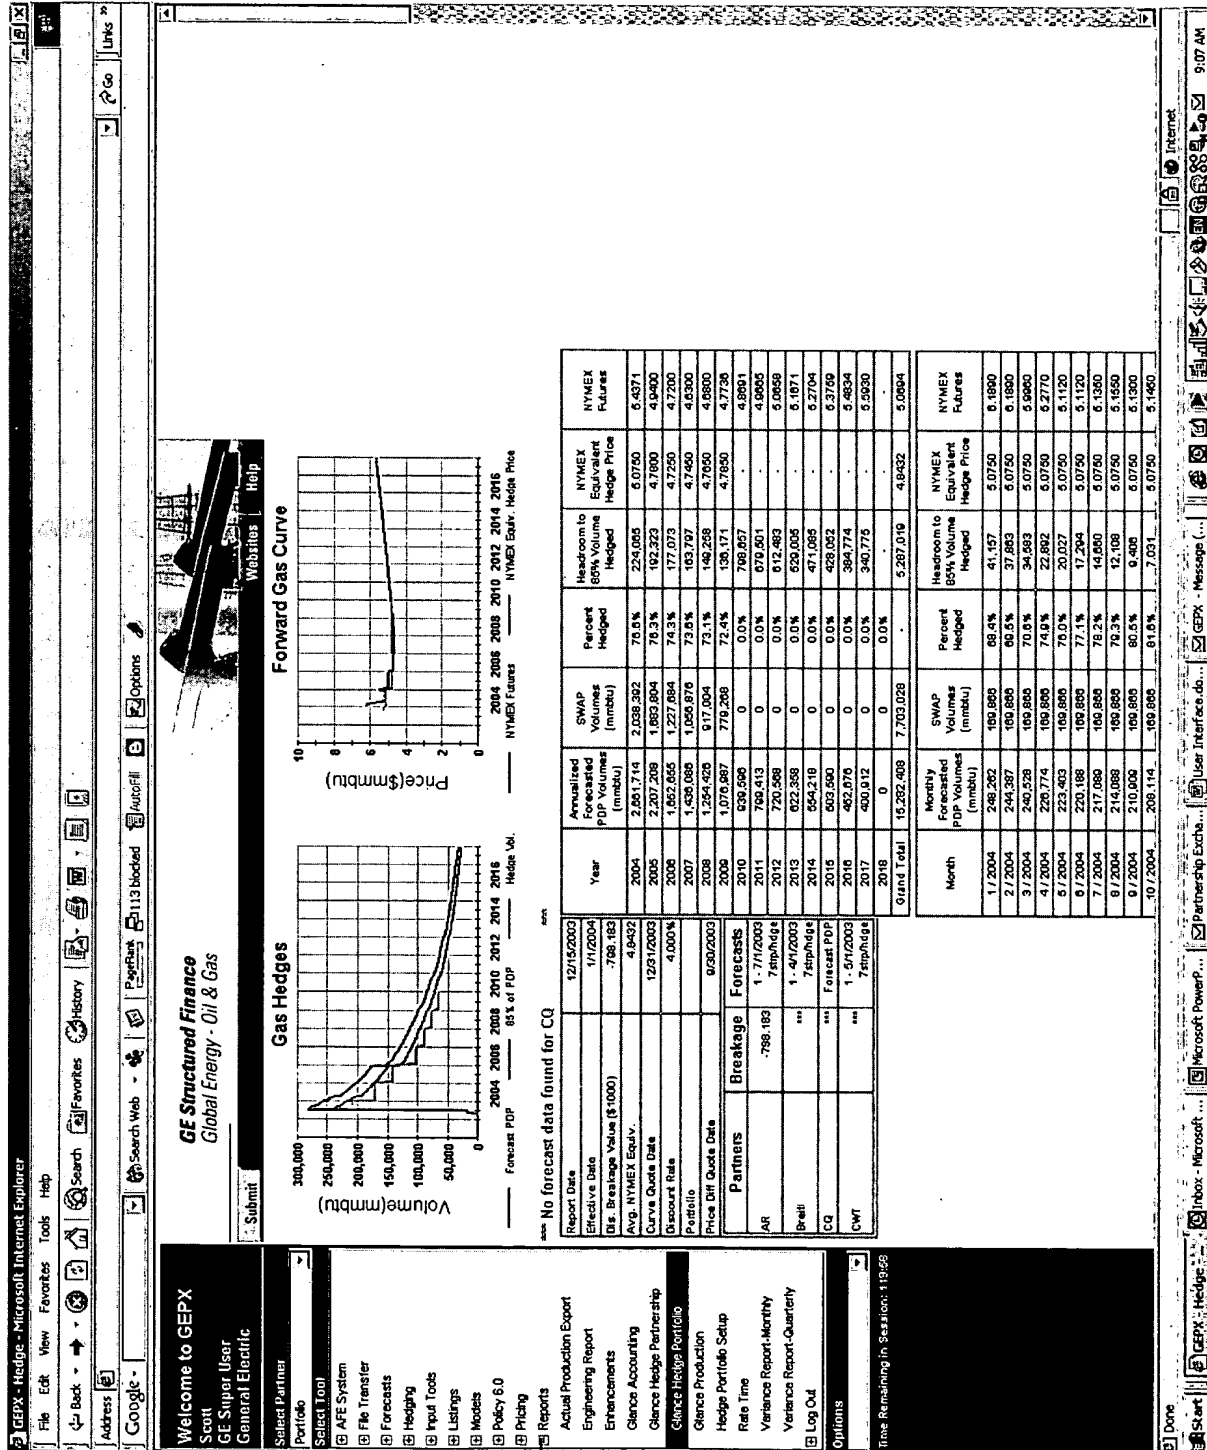 GEPX - Hedge - Microsoft Internet Explorer
File Edit View Favorites Tools Help
Back Search Favorites History
Address Go Links »
Google - Search Web PageRank 113 blocked AutoFill Options
Welcome to GEPX
Scott
GE Super User
General Electric
Select Partner
Portfolio
Select Tool
AFE System
File Transfer
Forecasts
Hedging
Input Tools
Listings
Models
Policy 6.0
Pricing
Reports
Actual Production Export
Engineering Report
Enhancements
Glance Accounting
Glance Hedge Partnership
Glance Hedge Portfolio
Glance Production
Hedge Portfolio Setup
Rate Time
Variance Report-Monthly
Variance Report-Quarterly
Log Out
Options
Time Remaining in Session: 119:58
GE Structured Finance
Global Energy - Oil & Gas
Submit Websites Help
Gas Hedges
Volume(mmbtu)
300,000
250,000
200,000
150,000
100,000
50,000
0
2004 2006 2008 2010 2012 2014 2016
Forecast PDP 85% of PDP Hedge Vol.
Forward Gas Curve
Price($mmbtu)
10
8
6
4
2
0
2004 2006 2008 2010 2012 2014 2016
NYMEX Futures NYMEX Equiv. Hedge Price
*** No forecast data found for CQ ***
Report Date 12/15/2003
Effective Date 1/1/2004
Dis. Breakage Value ($1000) -798.183
Avg. NYMEX Equiv. 4.8432
Curve Quote Date 12/31/2003
Discount Rate 4.000%
Portfolio
Price Diff Quote Date 9/30/2003
Partners Breakage Forecasts
AR -798.183 1 - 7/1/2003 7strp/hdge
Breitl *** 1 - 4/1/2003 7strp/hdge
CQ *** Forecast PDP
CWT *** 1 - 5/1/2003 7strp/hdge
Year Annualized Forecasted PDP Volumes (mmbtu) SWAP Volumes (mmbtu) Percent Hedged Headroom to 85% Volume Hedged NYMEX Equivalent Hedge Price NYMEX Futures
2004 2,661,714 2,038,392 76.6% 224,065 5.0750 5.4371
2005 2,207,208 1,683,804 76.3% 192,323 4.7800 4.9400
2006 1,652,655 1,227,684 74.3% 177,073 4.7250 4.7200
2007 1,436,086 1,056,876 73.6% 163,797 4.7450 4.6300
2008 1,254,426 917,004 73.1% 149,258 4.7650 4.6800
2009 1,076,987 779,268 72.4% 136,171 4.7850 4.7736
2010 939,596 0 0.0% 798,657 - 4.8691
2011 799,413 0 0.0% 679,501 - 4.9665
2012 720,568 0 0.0% 612,483 - 5.0658
2013 622,358 0 0.0% 529,005 - 5.1671
2014 554,218 0 0.0% 471,085 - 5.2704
2015 503,590 0 0.0% 428,052 - 5.3759
2016 452,676 0 0.0% 384,774 - 5.4834
2017 400,912 0 0.0% 340,775 - 5.5930
2018 0 0 0.0% - - -
Grand Total 15,282,408 7,703,028 - 5,287,019 4.8432 5.0694
Month Monthly Forecasted PDP Volumes (mmbtu) SWAP Volumes (mmbtu) Percent Hedged Headroom to 85% Volume Hedged NYMEX Equivalent Hedge Price NYMEX Futures
1 / 2004 248,262 169,866 68.4% 41,157 5.0750 6.1890
2 / 2004 244,387 169,866 69.5% 37,863 5.0750 6.1890
3 / 2004 240,528 169,866 70.6% 34,583 5.0750 5.9960
4 / 2004 226,774 169,866 74.9% 22,892 5.0750 5.2770
5 / 2004 223,403 169,866 76.0% 20,027 5.0750 5.1120
6 / 2004 220,188 169,866 77.1% 17,294 5.0750 5.1120
7 / 2004 217,089 169,866 78.2% 14,660 5.0750 5.1350
8 / 2004 214,088 169,866 79.3% 12,108 5.0750 5.1550
9 / 2004 210,909 169,866 80.5% 9,406 5.0750 5.1300
10 / 2004 208,114 169,866 81.6% 7,031 5.0750 5.1450
Done Internet
Start GEPX - Hedge - ... Inbox - Microsoft ... Microsoft PowerP... Partnership Excha... User Interface.do... GEPX - Message (... EN 9:07 AM